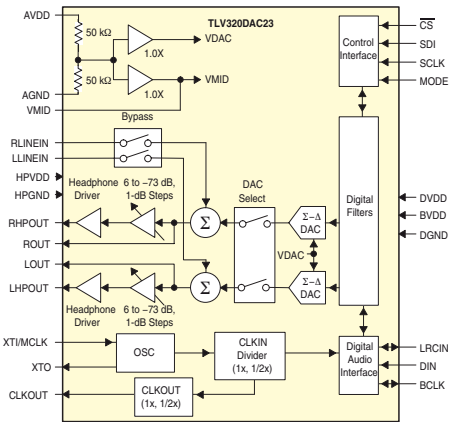 TLV320DAC23
AVDD
50 kΩ
50 kΩ
1.0X
VDAC
1.0X
VMID
AGND
VMID
Bypass
RLINEIN
LLINEIN
HPVDD
HPGND
Headphone
Driver
6 to –73 dB,
1-dB Steps
RHPOUT
ROUT
LOUT
LHPOUT
Headphone
Driver
6 to –73 dB,
1-dB Steps
Σ
Σ
DAC
Select
Σ–Δ
DAC
VDAC
Σ–Δ
DAC
Control
Interface
CS
SDI
SCLK
MODE
Digital
Filters
DVDD
BVDD
DGND
XTI/MCLK
XTO
CLKOUT
OSC
CLKIN
Divider
(1x, 1/2x)
CLKOUT
(1x, 1/2x)
Digital
Audio
Interface
LRCIN
DIN
BCLK